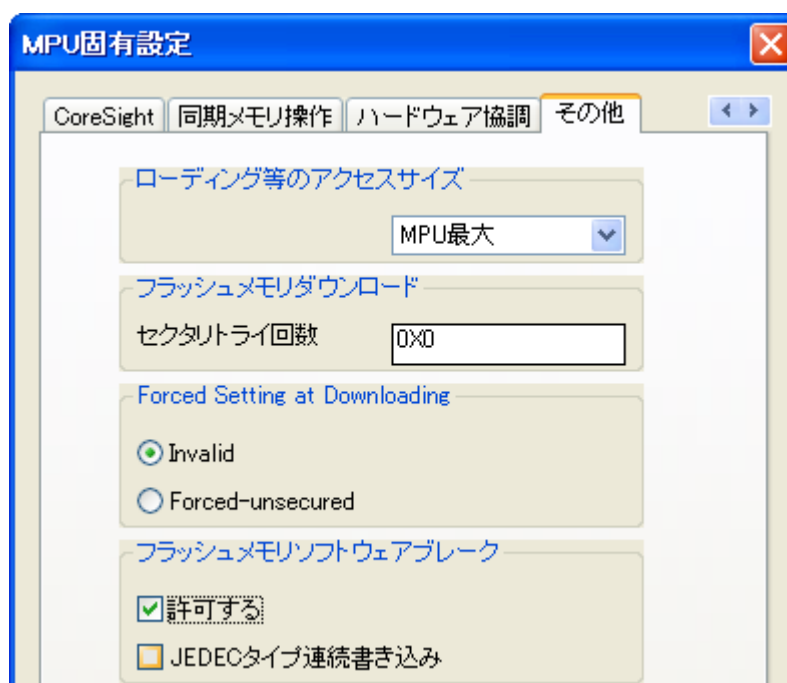 MPU固有設定
CoreSight 同期メモリ操作 ハードウェア協調 その他
ローディング等のアクセスサイズ
MPU最大
フラッシュメモリダウンロード
セクタリトライ回数 0X0
Forced Setting at Downloading
Invalid
Forced-unsecured
フラッシュメモリソフトウェアブレーク
許可する
JEDECタイプ連続書き込み